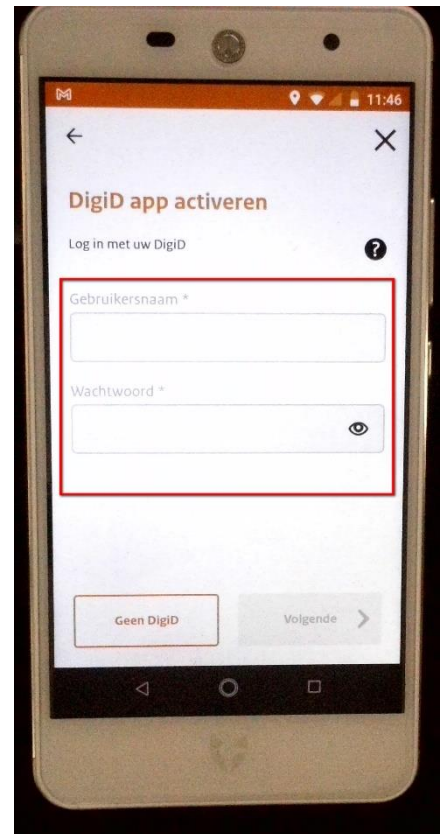 11:46
DigiD app activeren
Log in met uw DigiD
?
Gebruikersnaam *
Wachtwoord *
Geen DigiD
Volgende